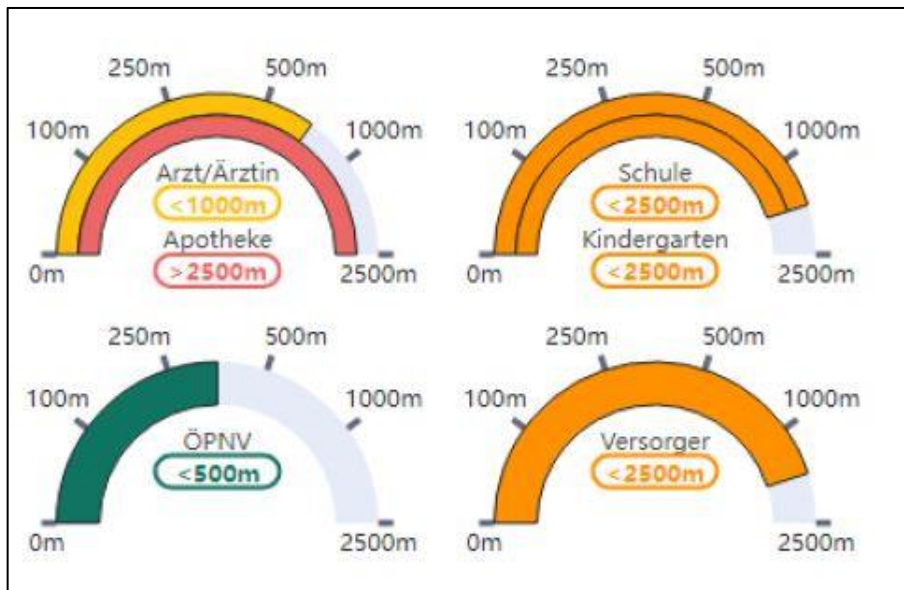 250m
500m
100m
1000m
Arzt/Ärztin
<1000m
Apotheke
>2500m
0m
2500m
250m
500m
100m
1000m
Schule
<2500m
Kindergarten
<2500m
0m
2500m
250m
500m
100m
1000m
ÖPNV
<500m
0m
2500m
250m
500m
100m
1000m
Versorger
<2500m
0m
2500m